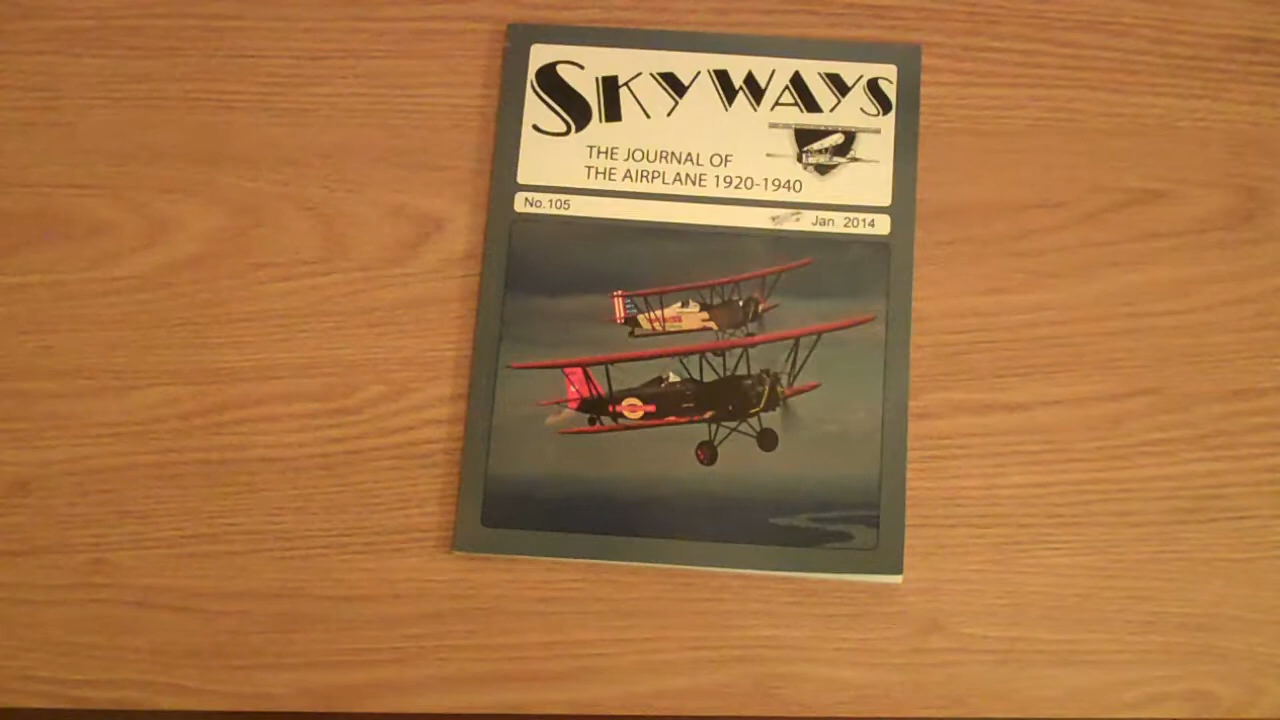 SKYWAYS
THE JOURNAL OF
THE AIRPLANE 1920-1940
No.105
Jan. 2014